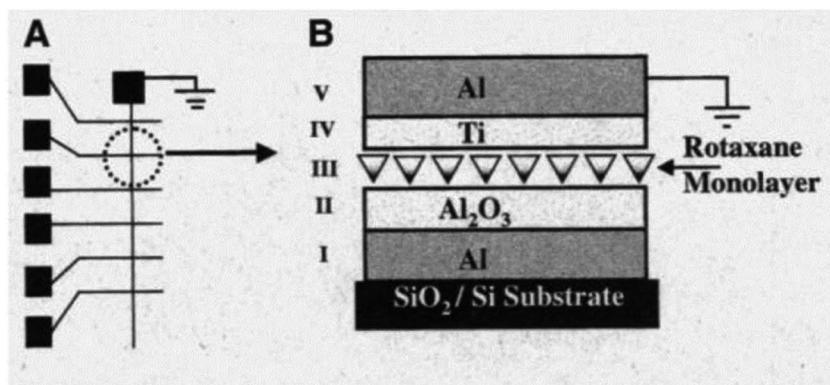 A
B
V
Al
IV
Ti
III
Rotaxane
Monolayer
II
Al₂O₃
I
Al
SiO₂ / Si Substrate